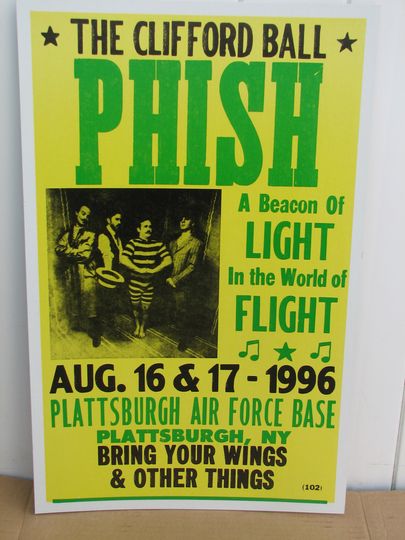 ★ THE CLIFFORD BALL ★
PHISH
A Beacon Of
LIGHT
In the World of
FLIGHT
♫ ★ ♫
AUG. 16 & 17 - 1996
PLATTSBURGH AIR FORCE BASE
PLATTSBURGH, NY
BRING YOUR WINGS
& OTHER THINGS
(102)